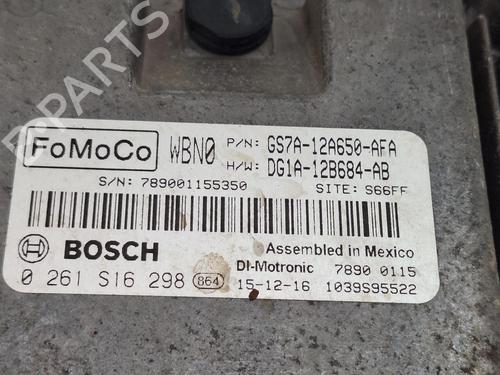 B-PARTS
FoMoCo WBN0 P/N: GS7A-12A650-AFA
H/W: DG1A-12B684-AB
S/N: 789001155350 SITE: S66FF
BOSCH Assembled in Mexico
DI-Motronic 7890 0115
0 261 S16 298 864 15-12-16 1039S95522